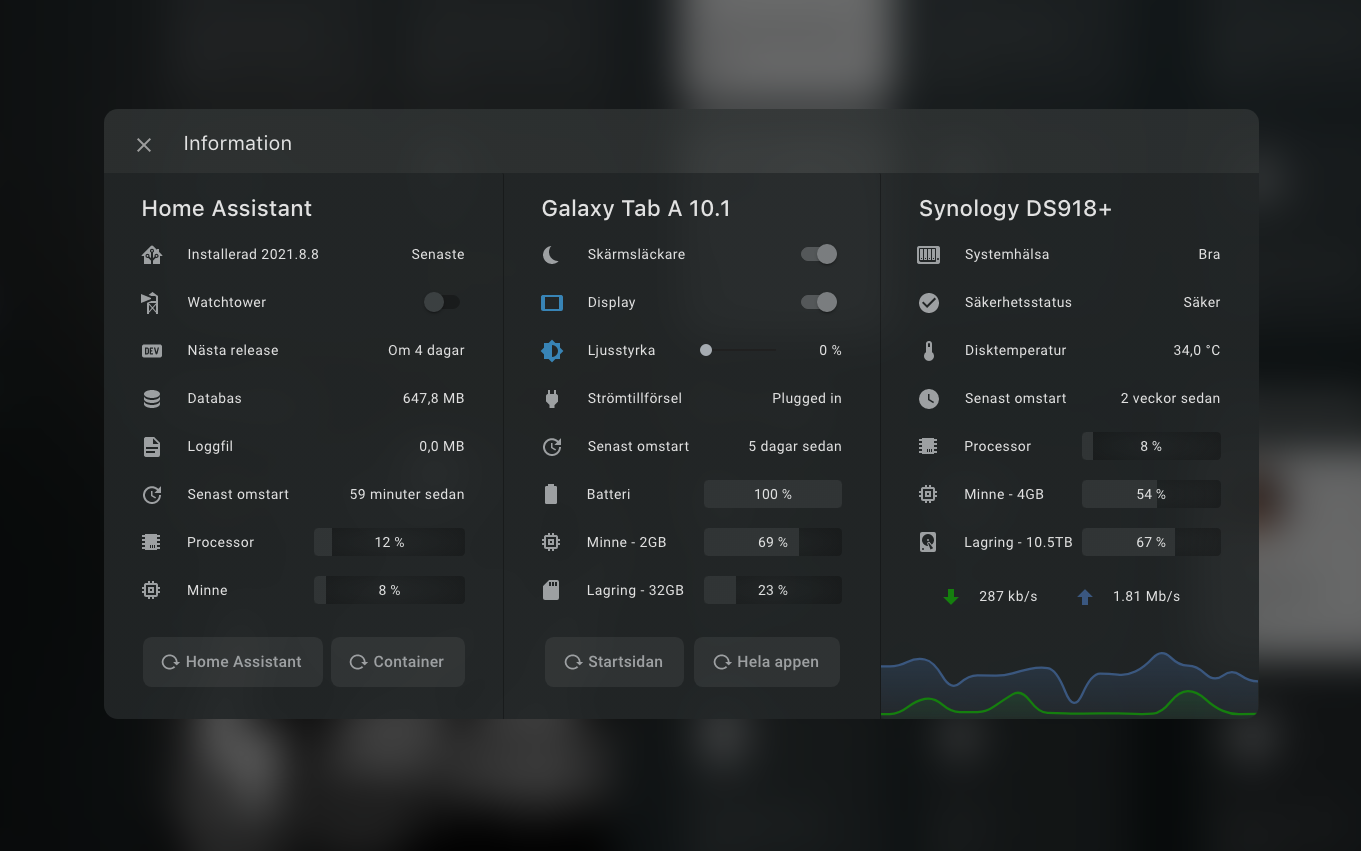 Information
Home Assistant
Installerad 2021.8.8 Senaste
Watchtower
DEV Nästa release Om 4 dagar
Databas 647,8 MB
Loggfil 0,0 MB
Senast omstart 59 minuter sedan
Processor 12 %
Minne 8 %
Home Assistant Container
Galaxy Tab A 10.1
Skärmsläckare
Display
Ljusstyrka 0 %
Strömtillförsel Plugged in
Senast omstart 5 dagar sedan
Batteri 100 %
Minne - 2GB 69 %
Lagring - 32GB 23 %
Startsidan Hela appen
Synology DS918+
Systemhälsa Bra
Säkerhetsstatus Säker
Disktemperatur 34,0 °C
Senast omstart 2 veckor sedan
Processor 8 %
Minne - 4GB 54 %
Lagring - 10.5TB 67 %
287 kb/s 1.81 Mb/s